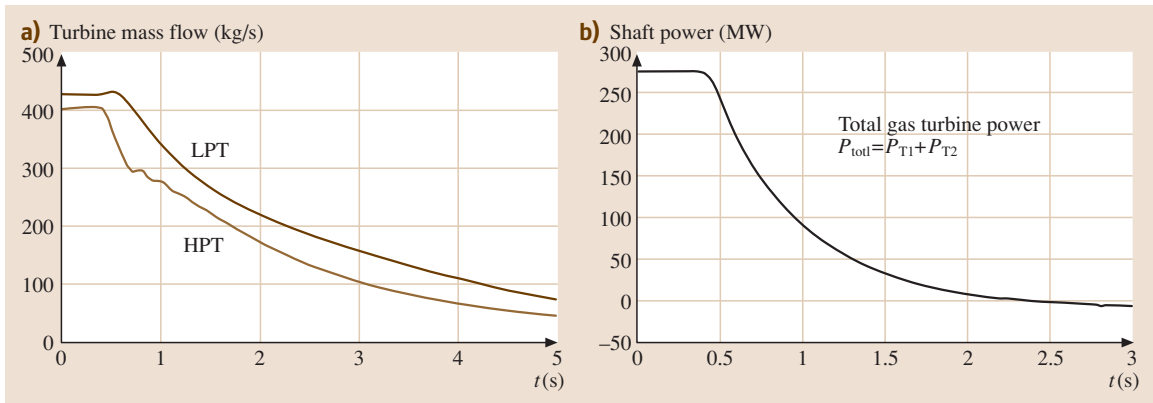 a) Turbine mass flow (kg/s)
500
400
300
200
100
0
0 1 2 3 4 5
t(s)
LPT
HPT
b) Shaft power (MW)
300
250
200
150
100
50
0
–50
0 0.5 1 1.5 2 2.5 3
t(s)
Total gas turbine power
Ptotl=PT1+PT2